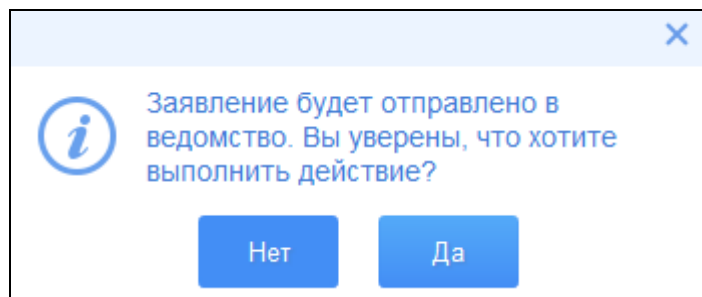 Заявление будет отправлено в
ведомство. Вы уверены, что хотите
выполнить действие?
Нет Да